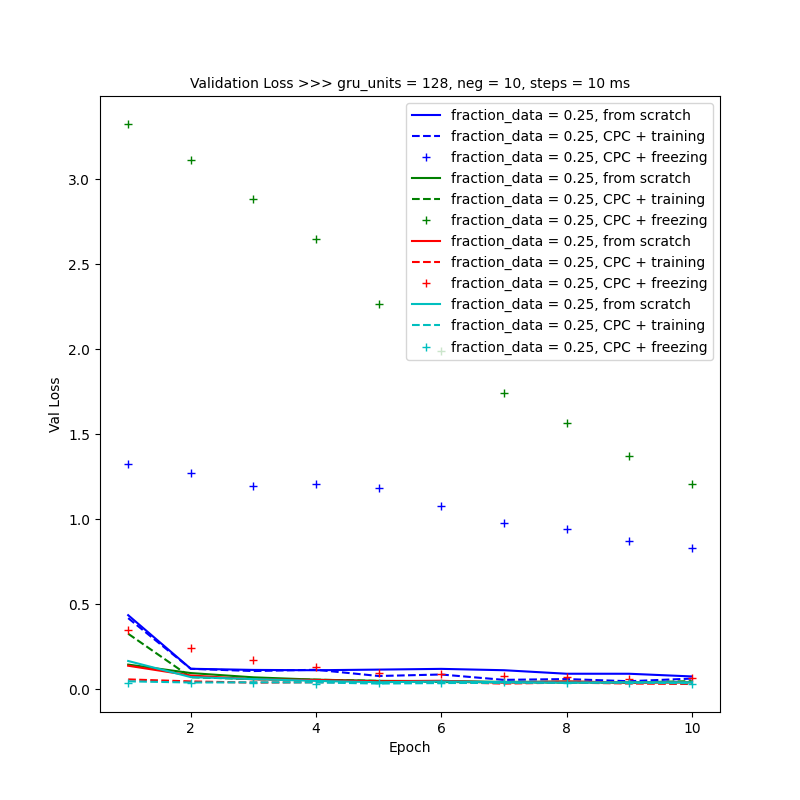 Validation Loss >>> gru_units = 128, neg = 10, steps = 10 ms
fraction_data = 0.25, from scratch
fraction_data = 0.25, CPC + training
fraction_data = 0.25, CPC + freezing
fraction_data = 0.25, from scratch
fraction_data = 0.25, CPC + training
fraction_data = 0.25, CPC + freezing
fraction_data = 0.25, from scratch
fraction_data = 0.25, CPC + training
fraction_data = 0.25, CPC + freezing
fraction_data = 0.25, from scratch
fraction_data = 0.25, CPC + training
fraction_data = 0.25, CPC + freezing
Val Loss
3.0
2.5
2.0
1.5
1.0
0.5
0.0
2 4 6 8 10
Epoch